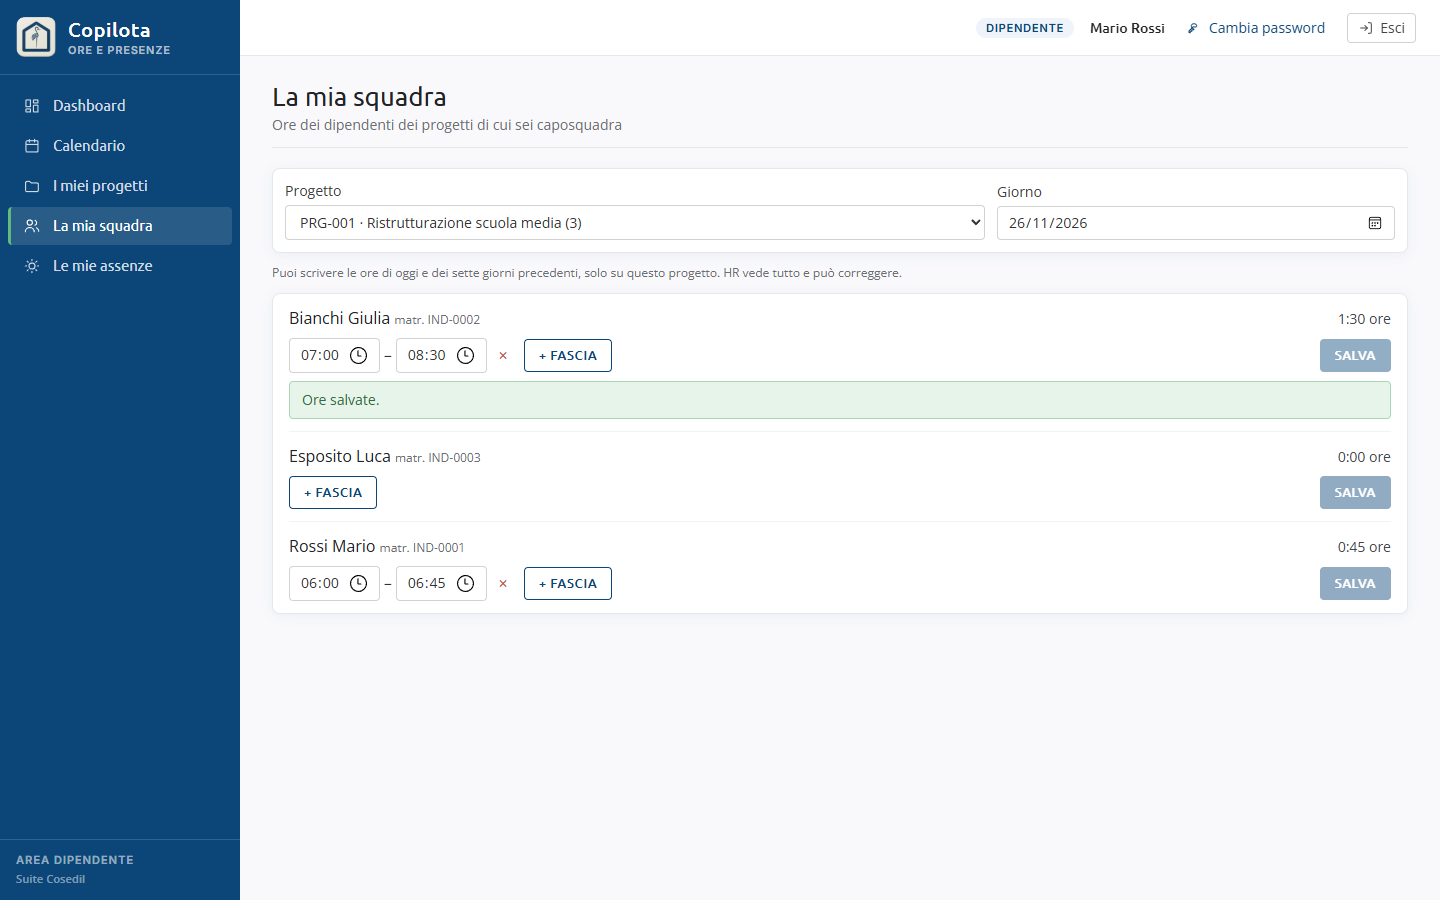 Copilota
ORE E PRESENZE
DIPENDENTE Mario Rossi Cambia password Esci
Dashboard
Calendario
I miei progetti
La mia squadra
Le mie assenze
La mia squadra
Ore dei dipendenti dei progetti di cui sei caposquadra
Progetto
Giorno
PRG-001 · Ristrutturazione scuola media (3)
26/11/2026
Puoi scrivere le ore di oggi e dei sette giorni precedenti, solo su questo progetto. HR vede tutto e può correggere.
Bianchi Giulia matr. IND-0002 1:30 ore
07:00 – 08:30 × + FASCIA SALVA
Ore salvate.
Esposito Luca matr. IND-0003 0:00 ore
+ FASCIA SALVA
Rossi Mario matr. IND-0001 0:45 ore
06:00 – 06:45 × + FASCIA SALVA
AREA DIPENDENTE
Suite Cosedil